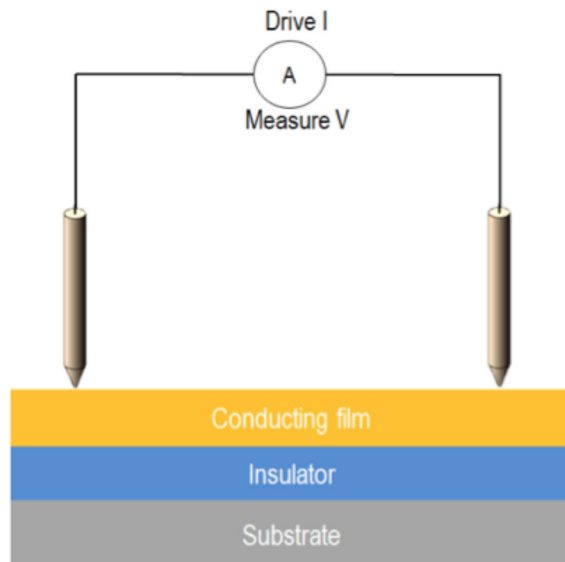 Drive I
A
Measure V
Conducting film
Insulator
Substrate